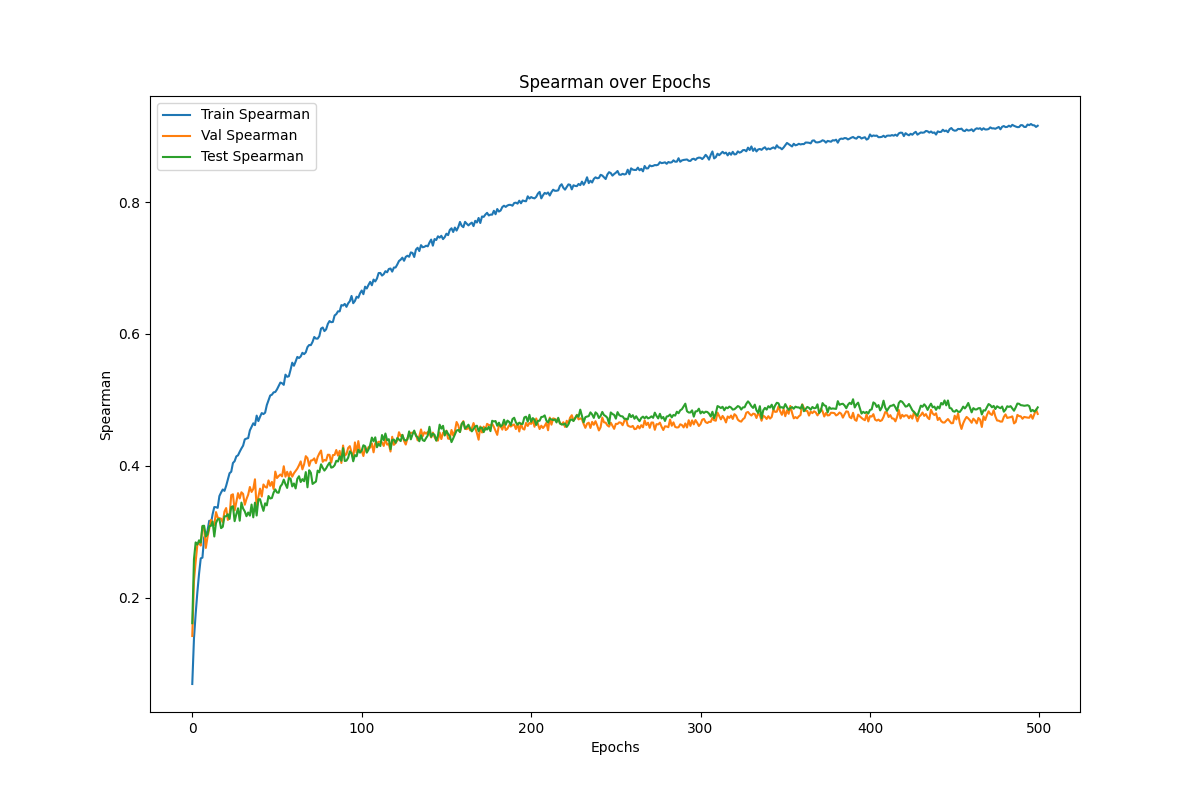 Spearman over Epochs
Train Spearman
Val Spearman
Test Spearman
Spearman
0.8
0.6
0.4
0.2
0 100 200 300 400 500
Epochs